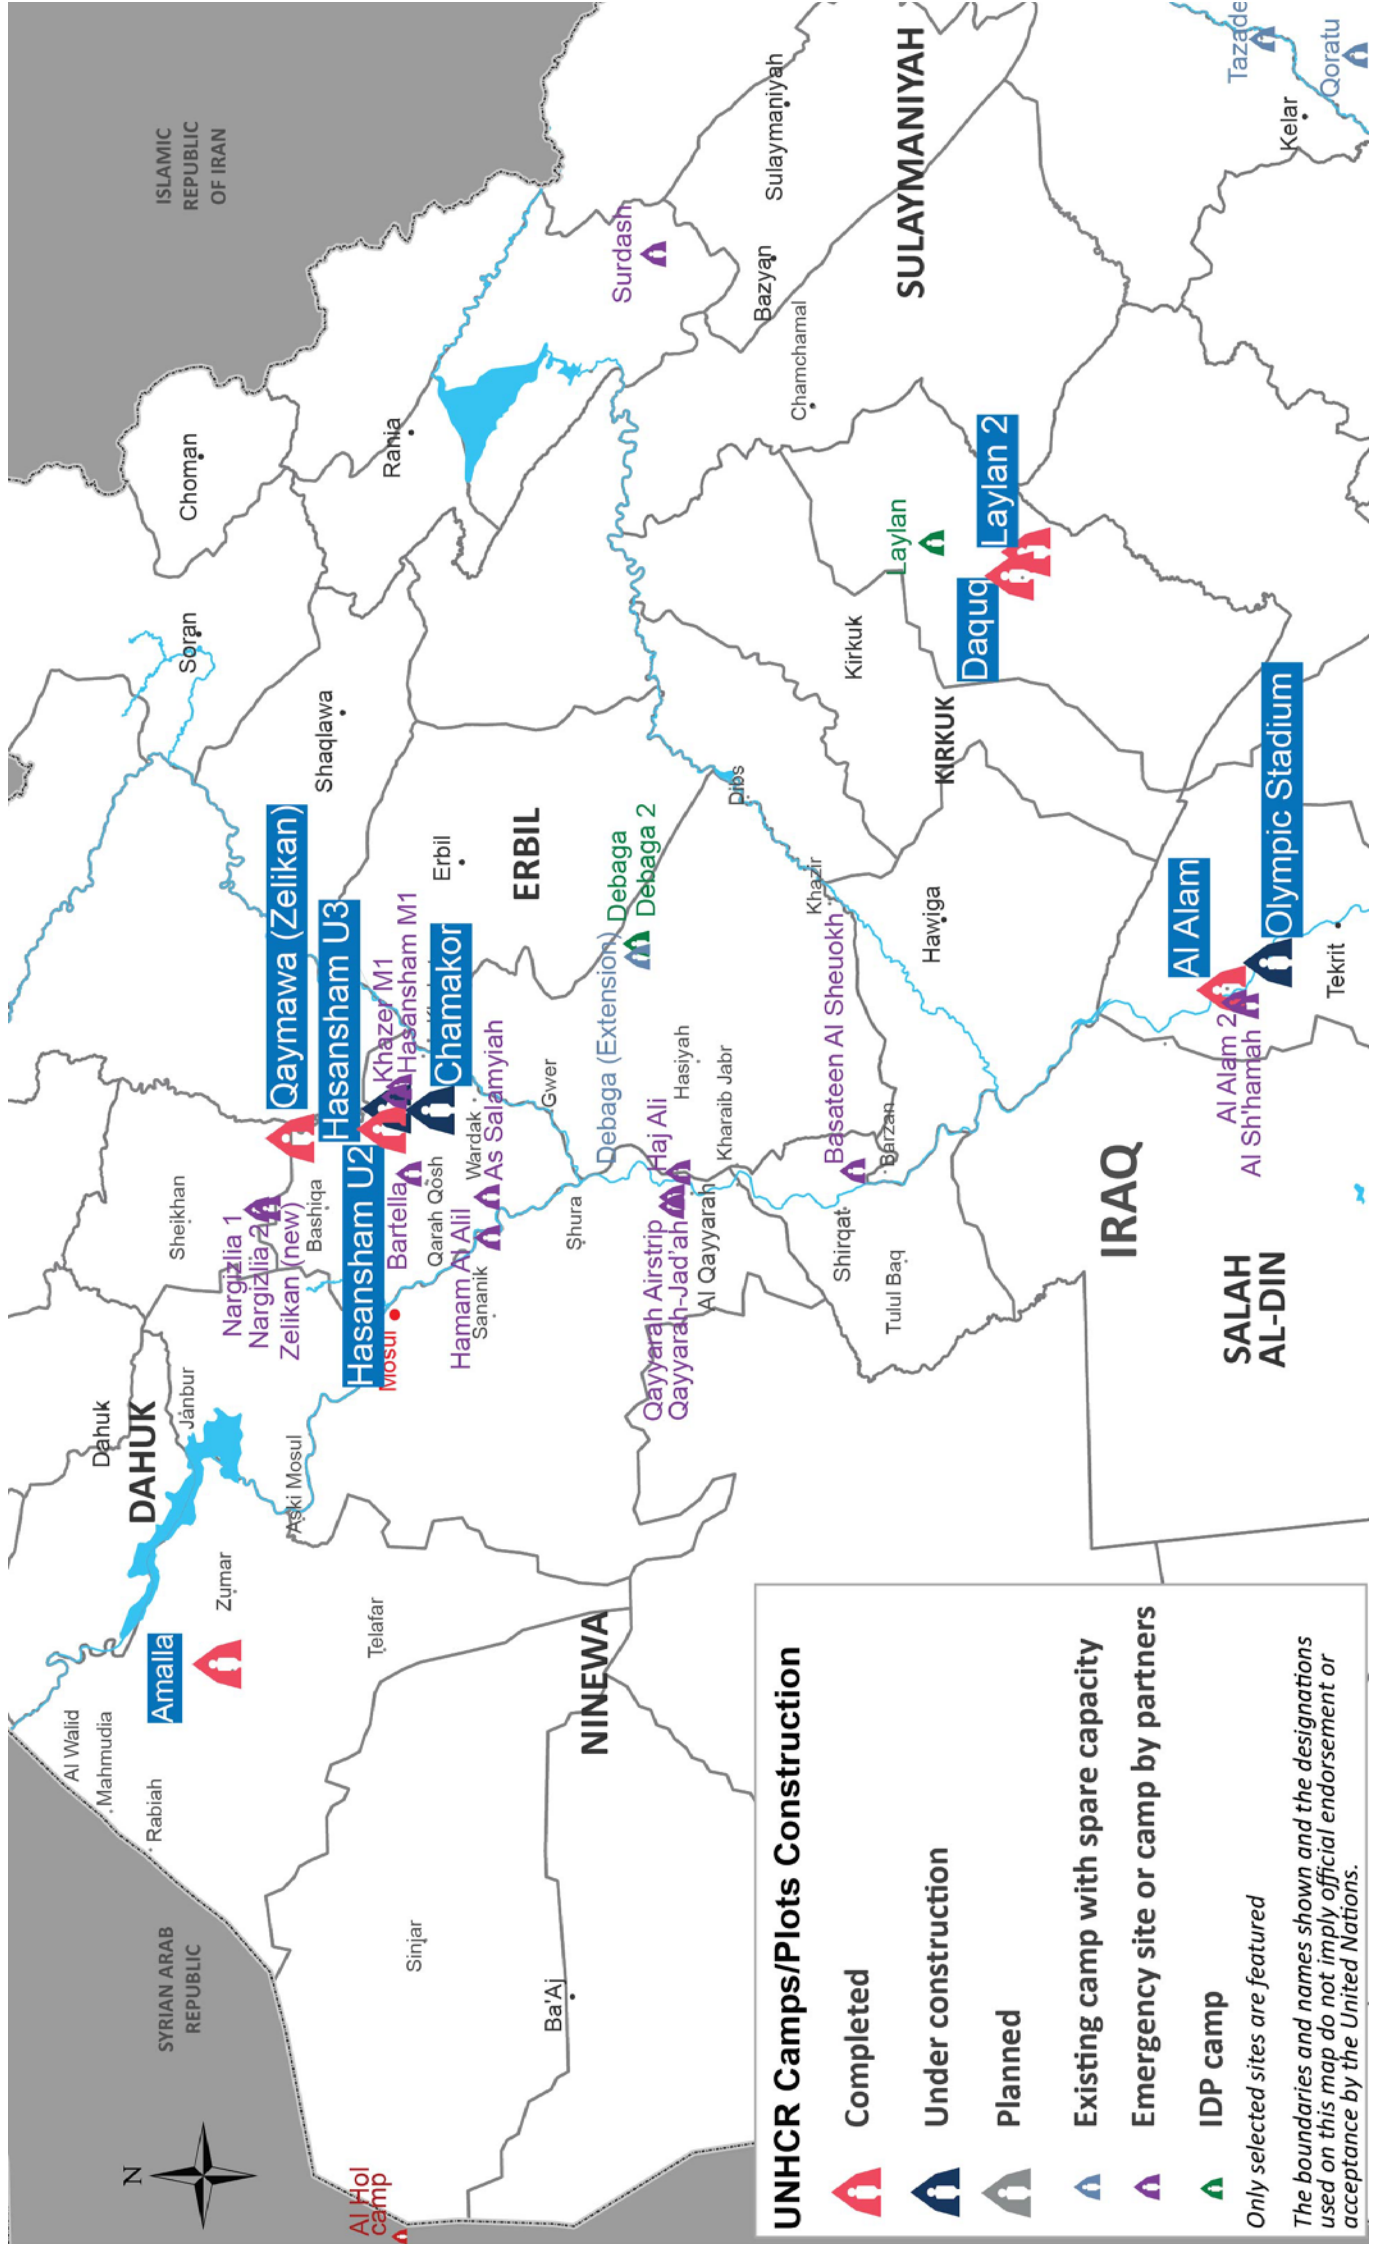 N
SYRIAN ARAB
REPUBLIC
ISLAMIC
REPUBLIC
OF IRAN
Al Hol
camp
Al Walid
Mahmudia
Rabiah
Amalla
Zumar
DAHUK
Dahuk
Janbur
Aski Mosul
Telafar
Sinjar
Ba'Aj
NINEWA
Sheikhan
Nargizlia 1
Nargizlia 2
Zelikan (new)
Bashiqa
Qaymawa (Zelikan)
Hasansham U3
Hasansham U2
Mosul
Khazer M1
Hasansham M1
Chamakor
Bartella
Qarah Qosh
Hamam Al Alil
Sananik
Wardak
As Salamyiah
Gwer
Shura
Soran
Choman
Rania
Shaqlawa
Erbil
ERBIL
Debaga
Debaga 2
Debaga (Extension)
Qayyarah Airstrip
Qayyarah-Jad'ah
Haj Ali
Hasiyah
Kharaib Jabr
Al Qayyarah
Dibs
Khazir
Basateen Al Sheuokh
Barzan
Shirqat
Tulul Baq
Hawiga
Surdash
Sulaymaniyah
Bazyan
Chamchamal
SULAYMANIYAH
Kirkuk
KIRKUK
Laylan
Laylan 2
Daquq
Tazade
Qoratu
Kelar
IRAQ
Al Alam
Al Alam 2
Al Sh'hamah
Olympic Stadium
Tekrit
SALAH
AL-DIN
UNHCR Camps/Plots Construction
Completed
Under construction
Planned
Existing camp with spare capacity
Emergency site or camp by partners
IDP camp
Only selected sites are featured
The boundaries and names shown and the designations
used on this map do not imply official endorsement or
acceptance by the United Nations.